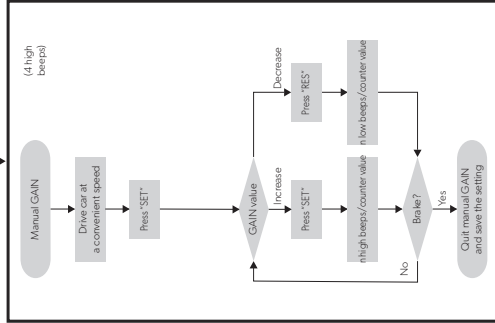 (4 high
beeps)
Manual GAIN
Drive car at
a convenient speed
Press "SET"
GAIN value
Increase
Decrease
Press "SET"
Press "RES"
n high beeps/counter value
n low beeps/counter value
Brake?
No
Yes
Quit manual GAIN
and save the setting